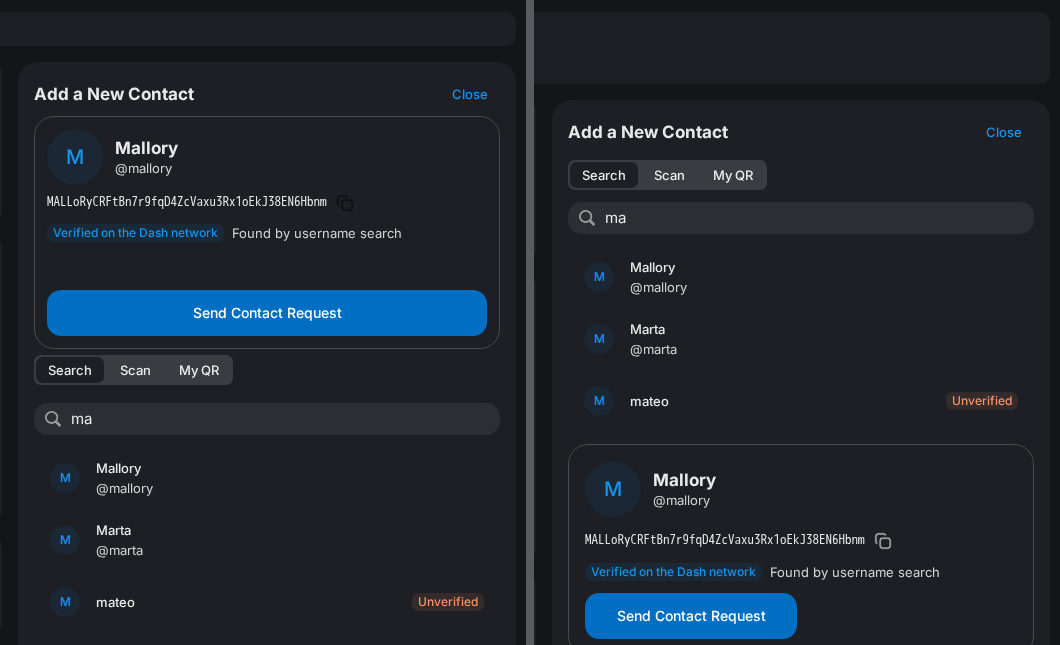 Add a New Contact
Close
M
Mallory
@mallory
MALLoRyCRFtBn7r9fqD4ZcVaxu3Rx1oEkJ38EN6Hbnm
Verified on the Dash network
Found by username search
Send Contact Request
Search
Scan
My QR
ma
M
Mallory
@mallory
M
Marta
@marta
M
mateo
Unverified
Add a New Contact
Close
Search
Scan
My QR
ma
M
Mallory
@mallory
M
Marta
@marta
M
mateo
Unverified
M
Mallory
@mallory
MALLoRyCRFtBn7r9fqD4ZcVaxu3Rx1oEkJ38EN6Hbnm
Verified on the Dash network
Found by username search
Send Contact Request